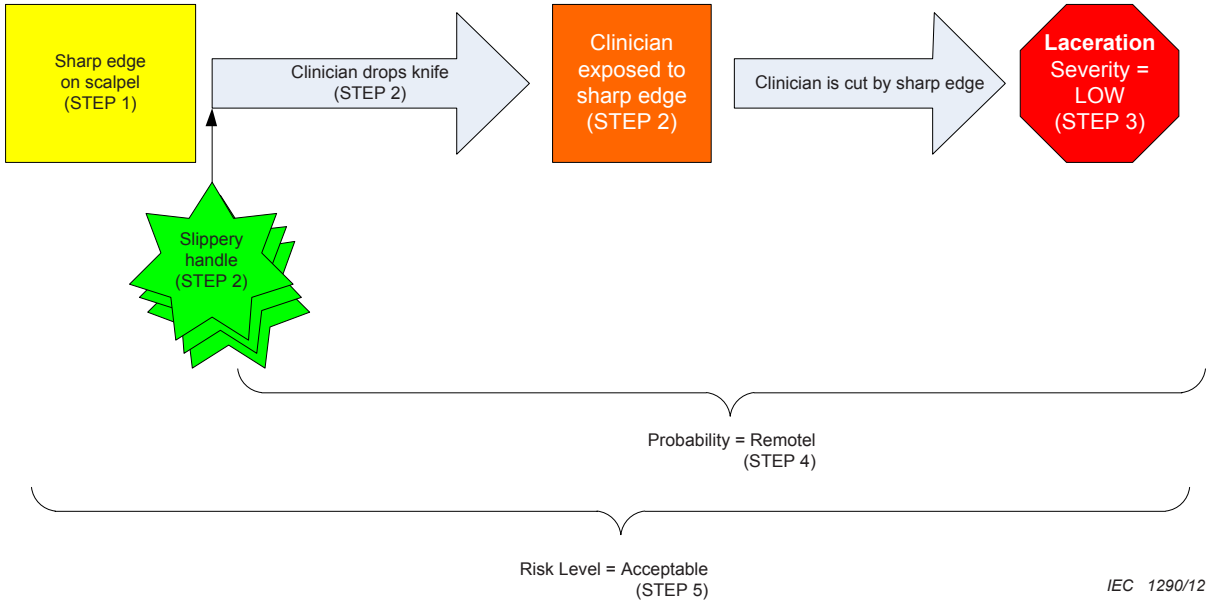 Sharp edge
on scalpel
(STEP 1)
Clinician drops knife
(STEP 2)
Clinician
exposed to
sharp edge
(STEP 2)
Clinician is cut by sharp edge
Laceration
Severity =
LOW
(STEP 3)
Slippery
handle
(STEP 2)
Probability = Remotel
(STEP 4)
Risk Level = Acceptable
(STEP 5)
IEC 1290/12